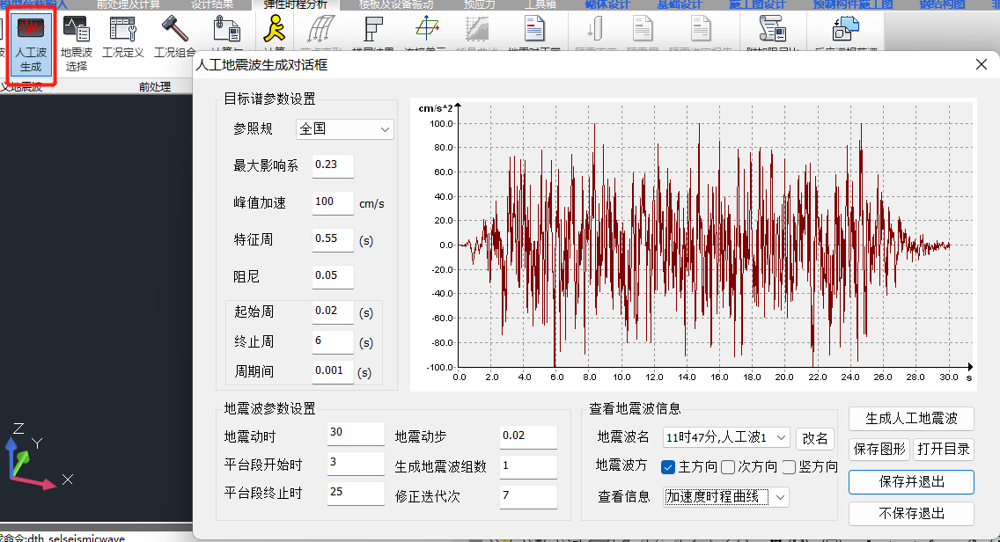 前处理及计算 设计结果 弹性时程分析 楼板及设备振动 预应力 工具箱 砌体设计 基础设计 施工图设计 预制构件施工图 钢结构图
人工波
生成
地震波
选择
工况定义
工况组合
义地震波
前处理
人工地震波生成对话框
目标谱参数设置
参照规 全国
最大影响系 0.23
峰值加速 100 cm/s
特征周 0.55 (s)
阻尼 0.05
起始周 0.02 (s)
终止周 6 (s)
周期间 0.001 (s)
cm/s^2
100.0
80.0
60.0
40.0
20.0
0.0
-20.0
-40.0
-60.0
-80.0
-100.0
0.0 2.0 4.0 6.0 8.0 10.0 12.0 14.0 16.0 18.0 20.0 22.0 24.0 26.0 28.0 30.0 s
地震波参数设置
地震动时 30 地震动步 0.02
平台段开始时 3 生成地震波组数 1
平台段终止时 25 修正迭代次 7
查看地震波信息
地震波名 11时47分,人工波1 改名
地震波方 主方向 次方向 竖方向
查看信息 加速度时程曲线
生成人工地震波
保存图形 打开目录
保存并退出
不保存退出
Z
Y
X
命令:dth_selseismicwave